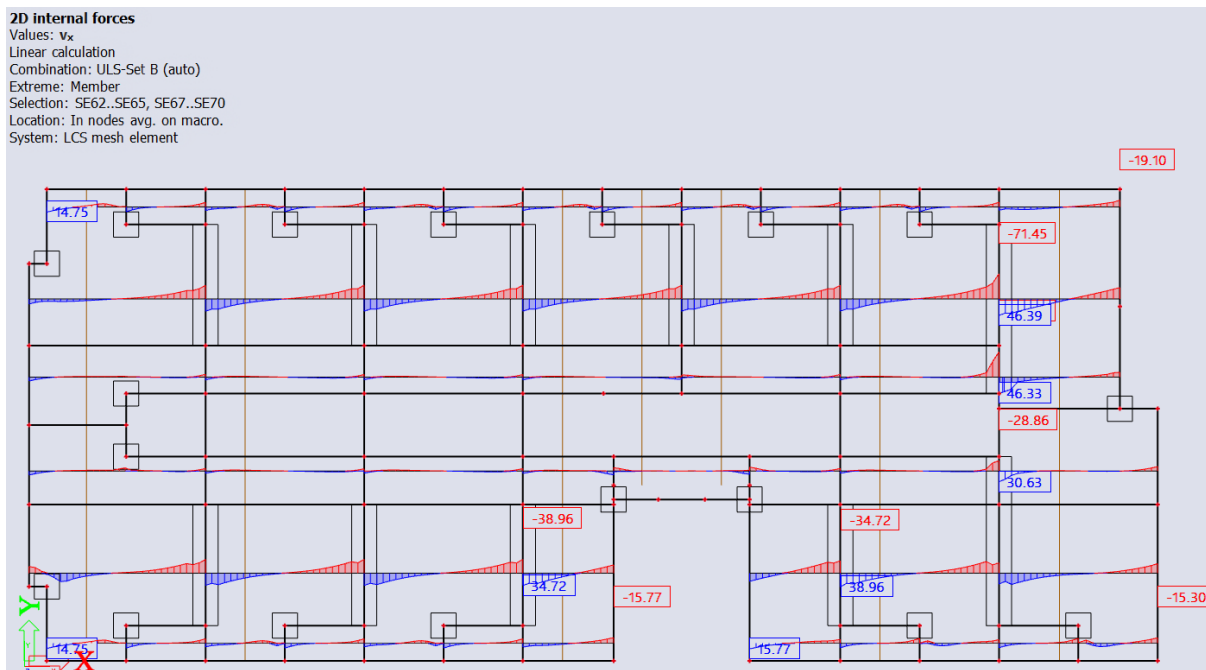 2D internal forces
Values: vx
Linear calculation
Combination: ULS-Set B (auto)
Extreme: Member
Selection: SE62..SE65, SE67..SE70
Location: In nodes avg. on macro.
System: LCS mesh element
-19.10
14.75
-71.45
46.39
46.33
-28.86
30.63
-38.96
-34.72
34.72
38.96
-15.77
-15.30
Y
14.75
15.77
X